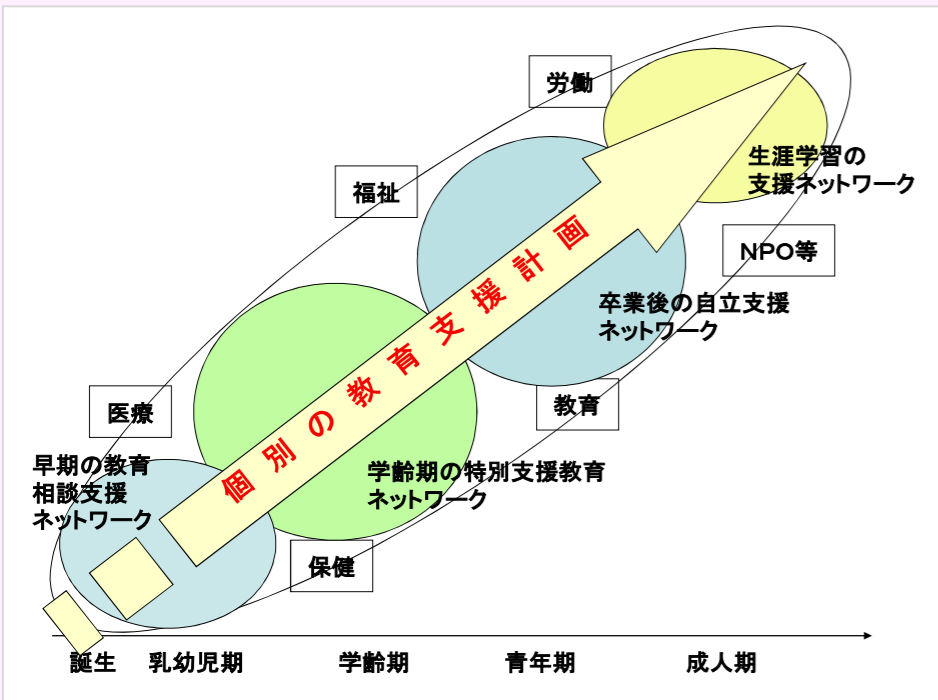 労働
生涯学習の
支援ネットワーク
福祉
NPO等
個別の教育支援計画
卒業後の自立支援
ネットワーク
医療
教育
早期の教育
相談支援
ネットワーク
学齢期の特別支援教育
ネットワーク
保健
誕生 乳幼児期 学齢期 青年期 成人期